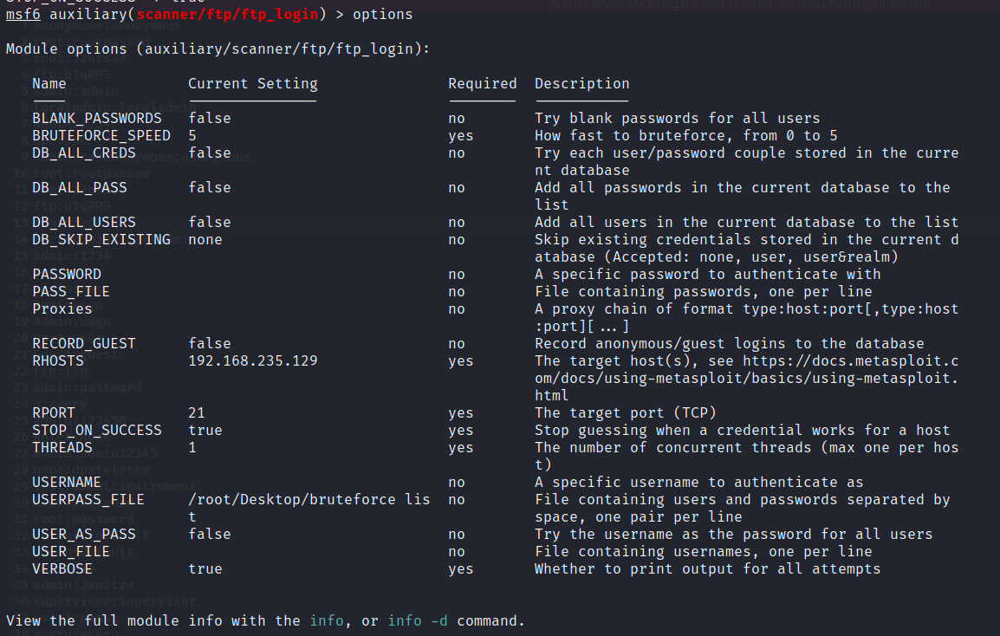 Warning: you are using the root account. You may harm your system.
msf6 auxiliary(scanner/ftp/ftp_login) > options
Module options (auxiliary/scanner/ftp/ftp_login):
Name Current Setting Required Description
BLANK_PASSWORDS false no Try blank passwords for all users
BRUTEFORCE_SPEED 5 yes How fast to bruteforce, from 0 to 5
DB_ALL_CREDS false no Try each user/password couple stored in the curre
nt database
DB_ALL_PASS false no Add all passwords in the current database to the
list
DB_ALL_USERS false no Add all users in the current database to the list
DB_SKIP_EXISTING none no Skip existing credentials stored in the current d
atabase (Accepted: none, user, user&realm)
PASSWORD no A specific password to authenticate with
PASS_FILE no File containing passwords, one per line
Proxies no A proxy chain of format type:host:port[,type:host
:port][...]
RECORD_GUEST false no Record anonymous/guest logins to the database
RHOSTS 192.168.235.129 yes The target host(s), see https://docs.metasploit.c
om/docs/using-metasploit/basics/using-metasploit.
html
RPORT 21 yes The target port (TCP)
STOP_ON_SUCCESS true yes Stop guessing when a credential works for a host
THREADS 1 yes The number of concurrent threads (max one per hos
t)
USERNAME no A specific username to authenticate as
USERPASS_FILE /root/Desktop/bruteforce lis no File containing users and passwords separated by
t space, one pair per line
USER_AS_PASS false no Try the username as the password for all users
USER_FILE no File containing usernames, one per line
VERBOSE true yes Whether to print output for all attempts
View the full module info with the info, or info -d command.